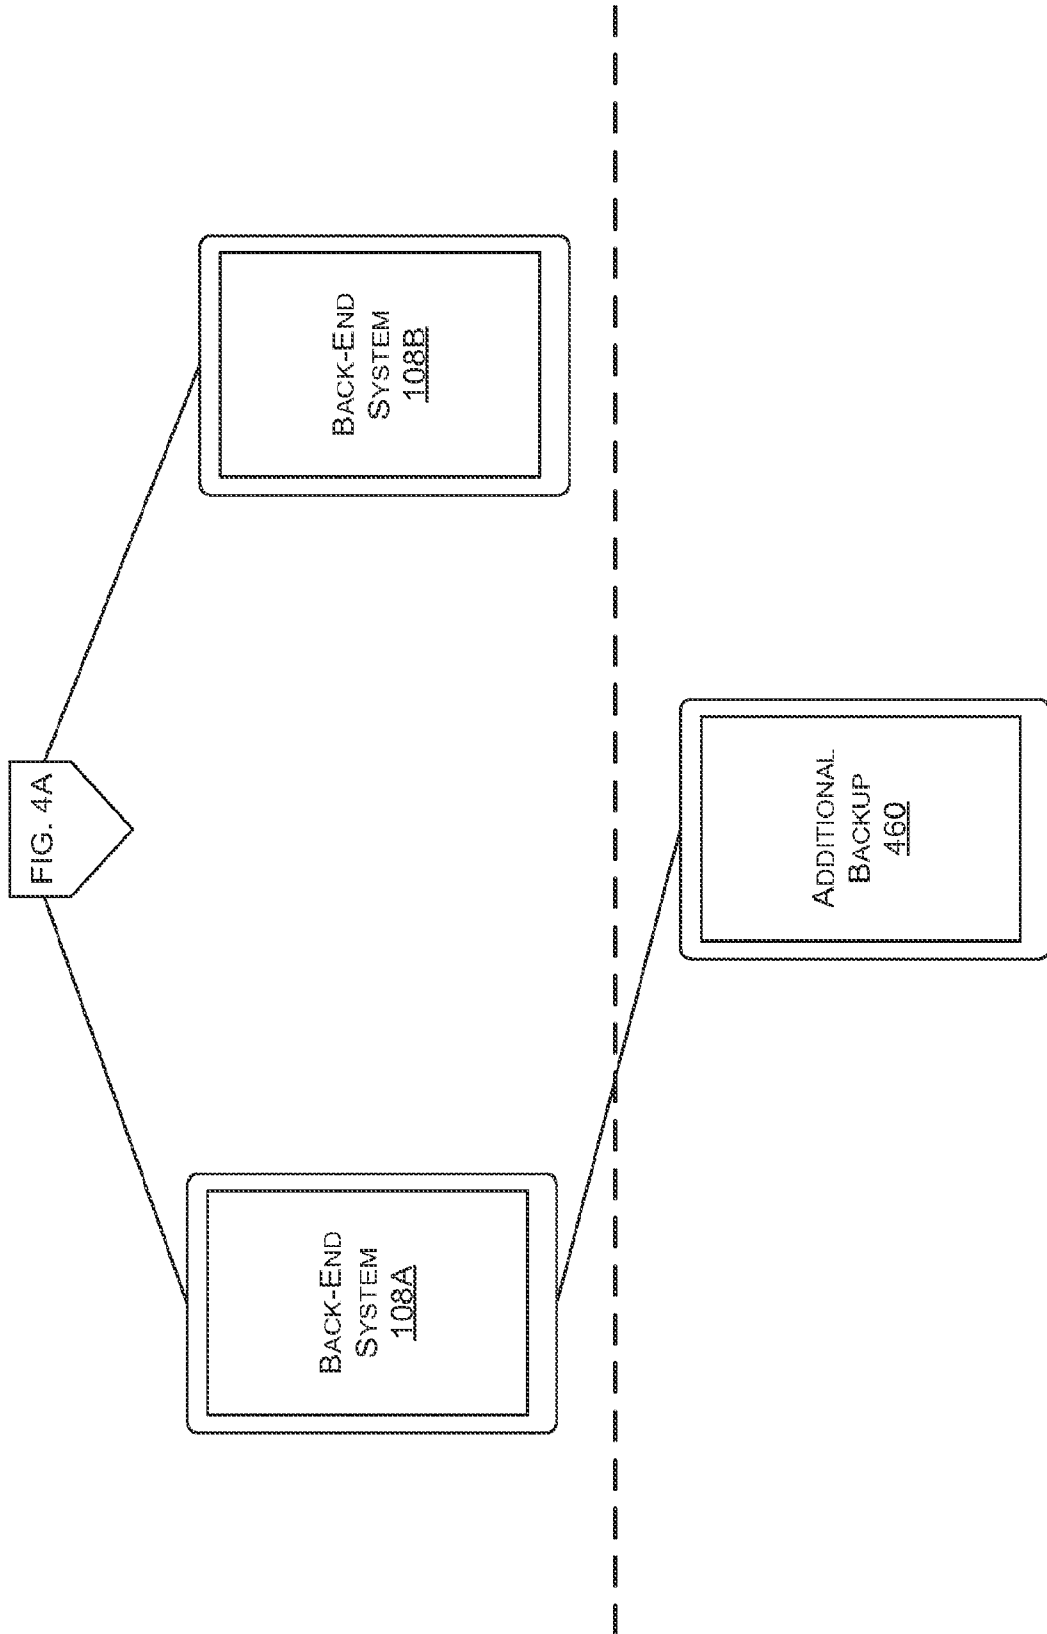 FIG. 4A
BACK-END
SYSTEM
108A
BACK-END
SYSTEM
108B
ADDITIONAL
BACKUP
460